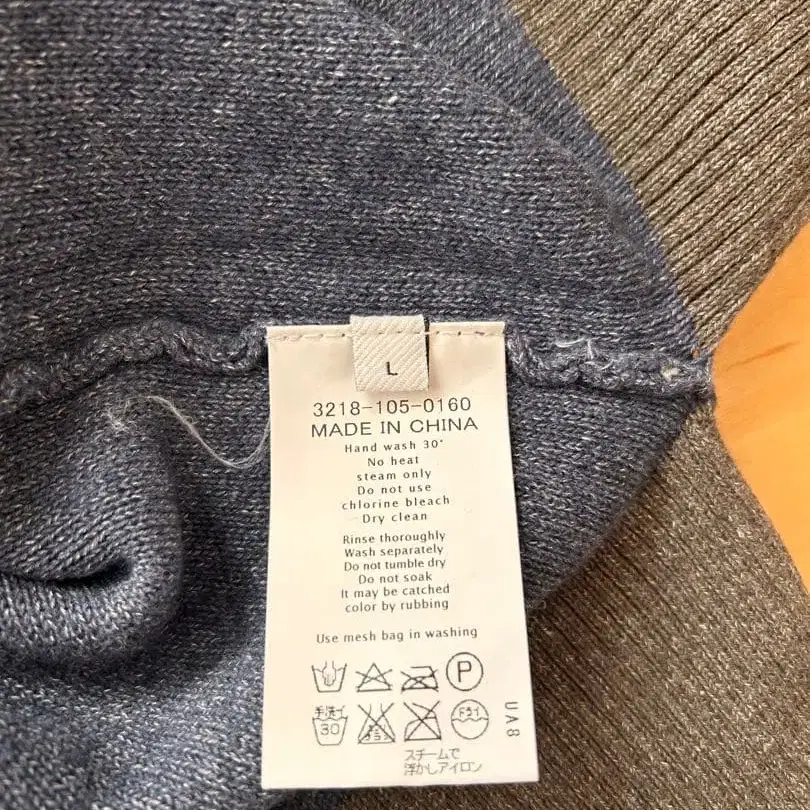 L
3218-105-0160
MADE IN CHINA
Hand wash 30°
No heat
steam only
Do not use
chlorine bleach
Dry clean
Rinse thoroughly
Wash separately
Do not tumble dry
Do not soak
It may be catched
color by rubbing
Use mesh bag in washing
P
手洗イ
30
ドライ
UA8
スチームで
浮かしアイロン